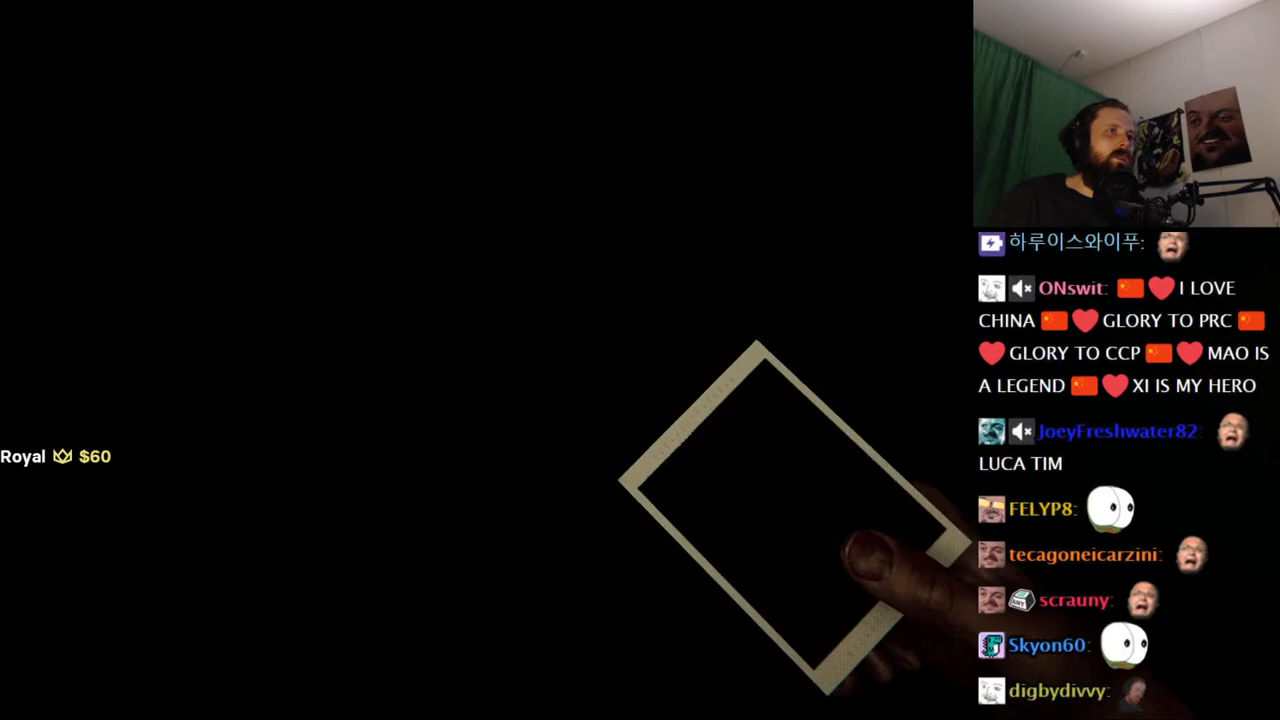 하루이스와이푸:
ONswit: I LOVE
CHINA GLORY TO PRC
GLORY TO CCP MAO IS
A LEGEND XI IS MY HERO
JoeyFreshwater82:
LUCA TIM
Royal $60
FELYP8:
tecagoneicarzini:
scrauny:
Skyon60:
digbydivvy: